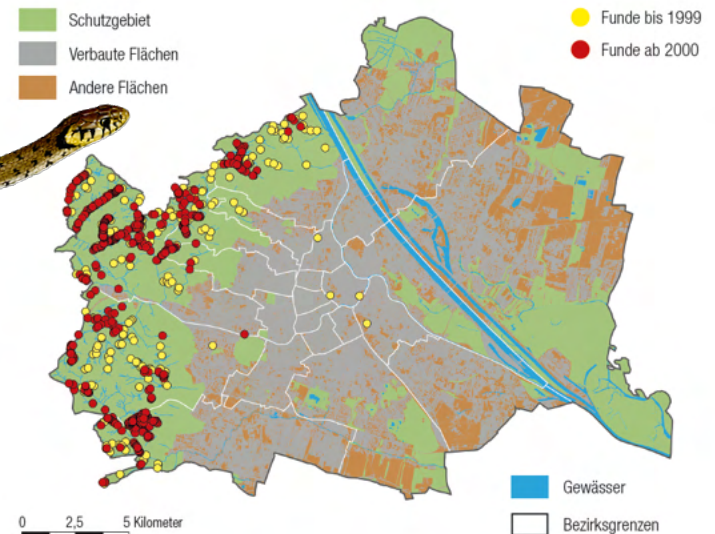 Schutzgebiet
Verbaute Flächen
Andere Flächen
Funde bis 1999
Funde ab 2000
Gewässer
Bezirksgrenzen
0 2,5 5 Kilometer